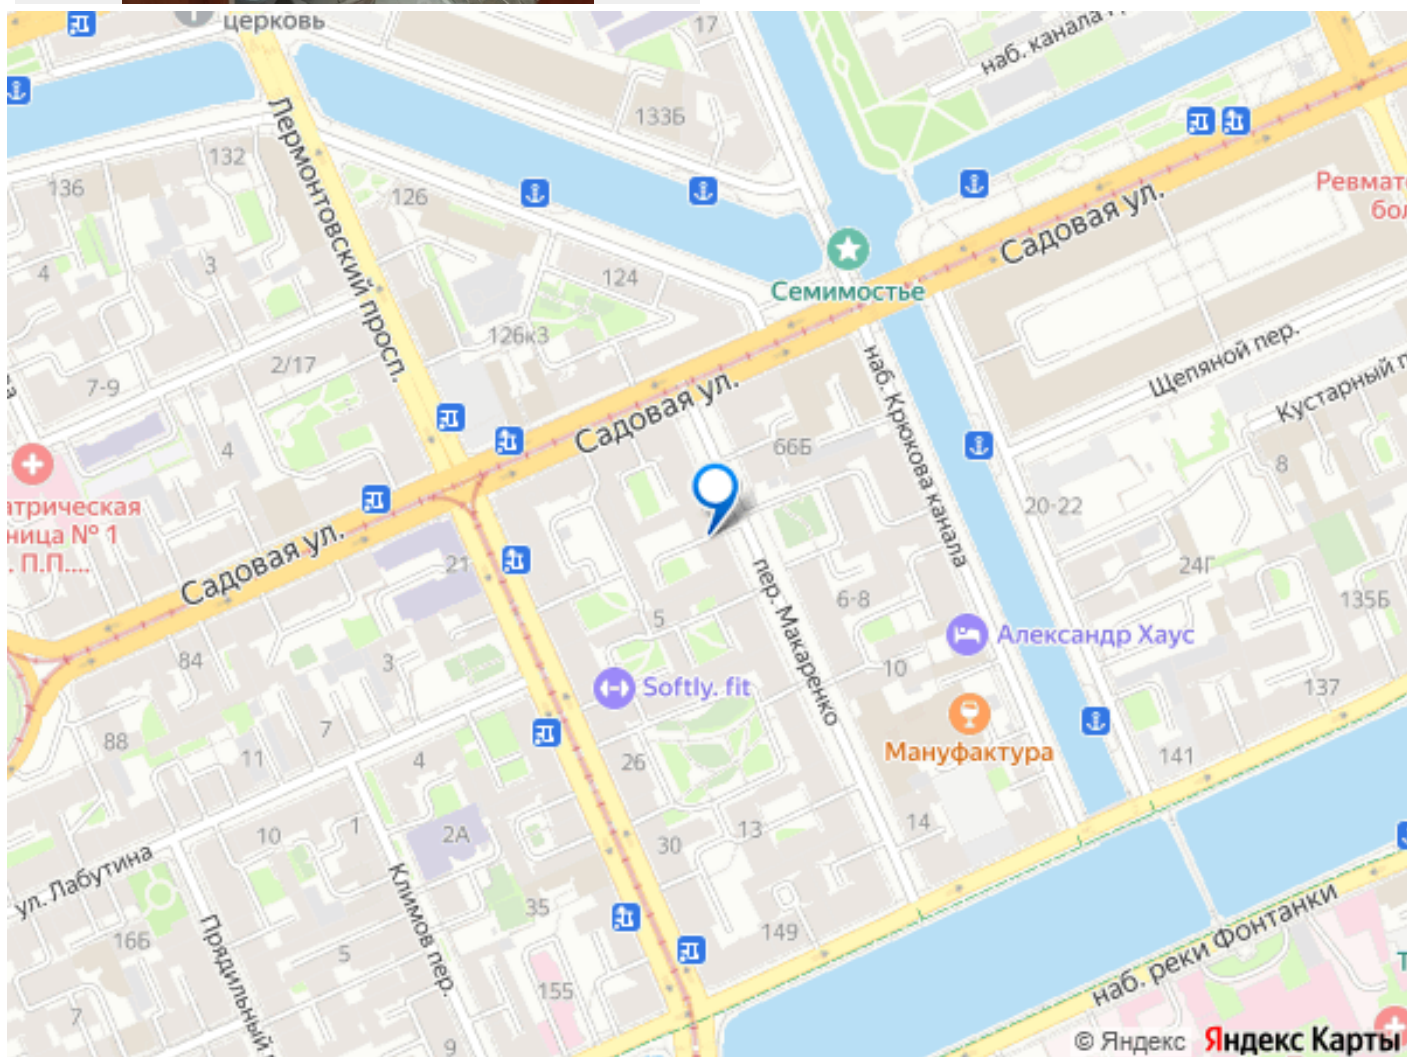 церковь
17
наб. канала
133Б
132
136
126
Лермонтовский просп.
Ревмат
бол
Садовая ул.
3
4
124
Семимостье
126к3
2/17
7-9
Щепяной пер.
наб. Крюкова канала
Кустарный п
Садовая ул.
66Б
4
8
атрическая
ница № 1
. П.П....
20-22
Садовая ул.
21
24Г
пер. Макаренко
6-8
135Б
5
Александр Хаус
84
3
10
Softly.fit
137
7
88
11
4
26
Мануфактура
141
10
1
2А
13
14
30
ул. Лабутина
Климов пер.
35
16Б
Прядильный
5
149
наб. реки Фонтанки
Т
155
7
9
© Яндекс Яндекс Карты